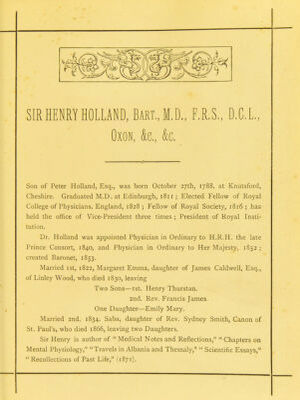 SIR HENRY HOLLAND, BART., M.D., F.R.S., D.C.L.,
OXON, &C., &C.
Son of Peter Holland, Esq., was born October 27th, 1788, at Knutsford,
Cheshire. Graduated M.D. at Edinburgh, 1811; Elected Fellow of Royal
College of Physicians, England, 1828; Fellow of Royal Society, 1816; has
held the office of Vice-President three times; President of Royal Insti-
tution.
Dr. Holland was appointed Physician in Ordinary to H.R.H. the late
Prince Consort, 1840, and Physician in Ordinary to Her Majesty, 1852;
created Baronet, 1853.
Married 1st, 1822, Margaret Emma, daughter of James Caldwell, Esq.,
of Linley Wood, who died 1830, leaving
Two Sons—1st. Henry Thurstan.
2nd. Rev. Francis James
One Daughter—Emily Mary.
Married 2nd. 1834. Saba, daughter of Rev. Sydney Smith, Canon of
St. Paul's, who died 1866, leaving two Daughters.
Sir Henry is author of "Medical Notes and Reflections," "Chapters on
Mental Physiology," "Travels in Albania and Thessaly," "Scientific Essays,"
"Recollections of Past Life," (1872).